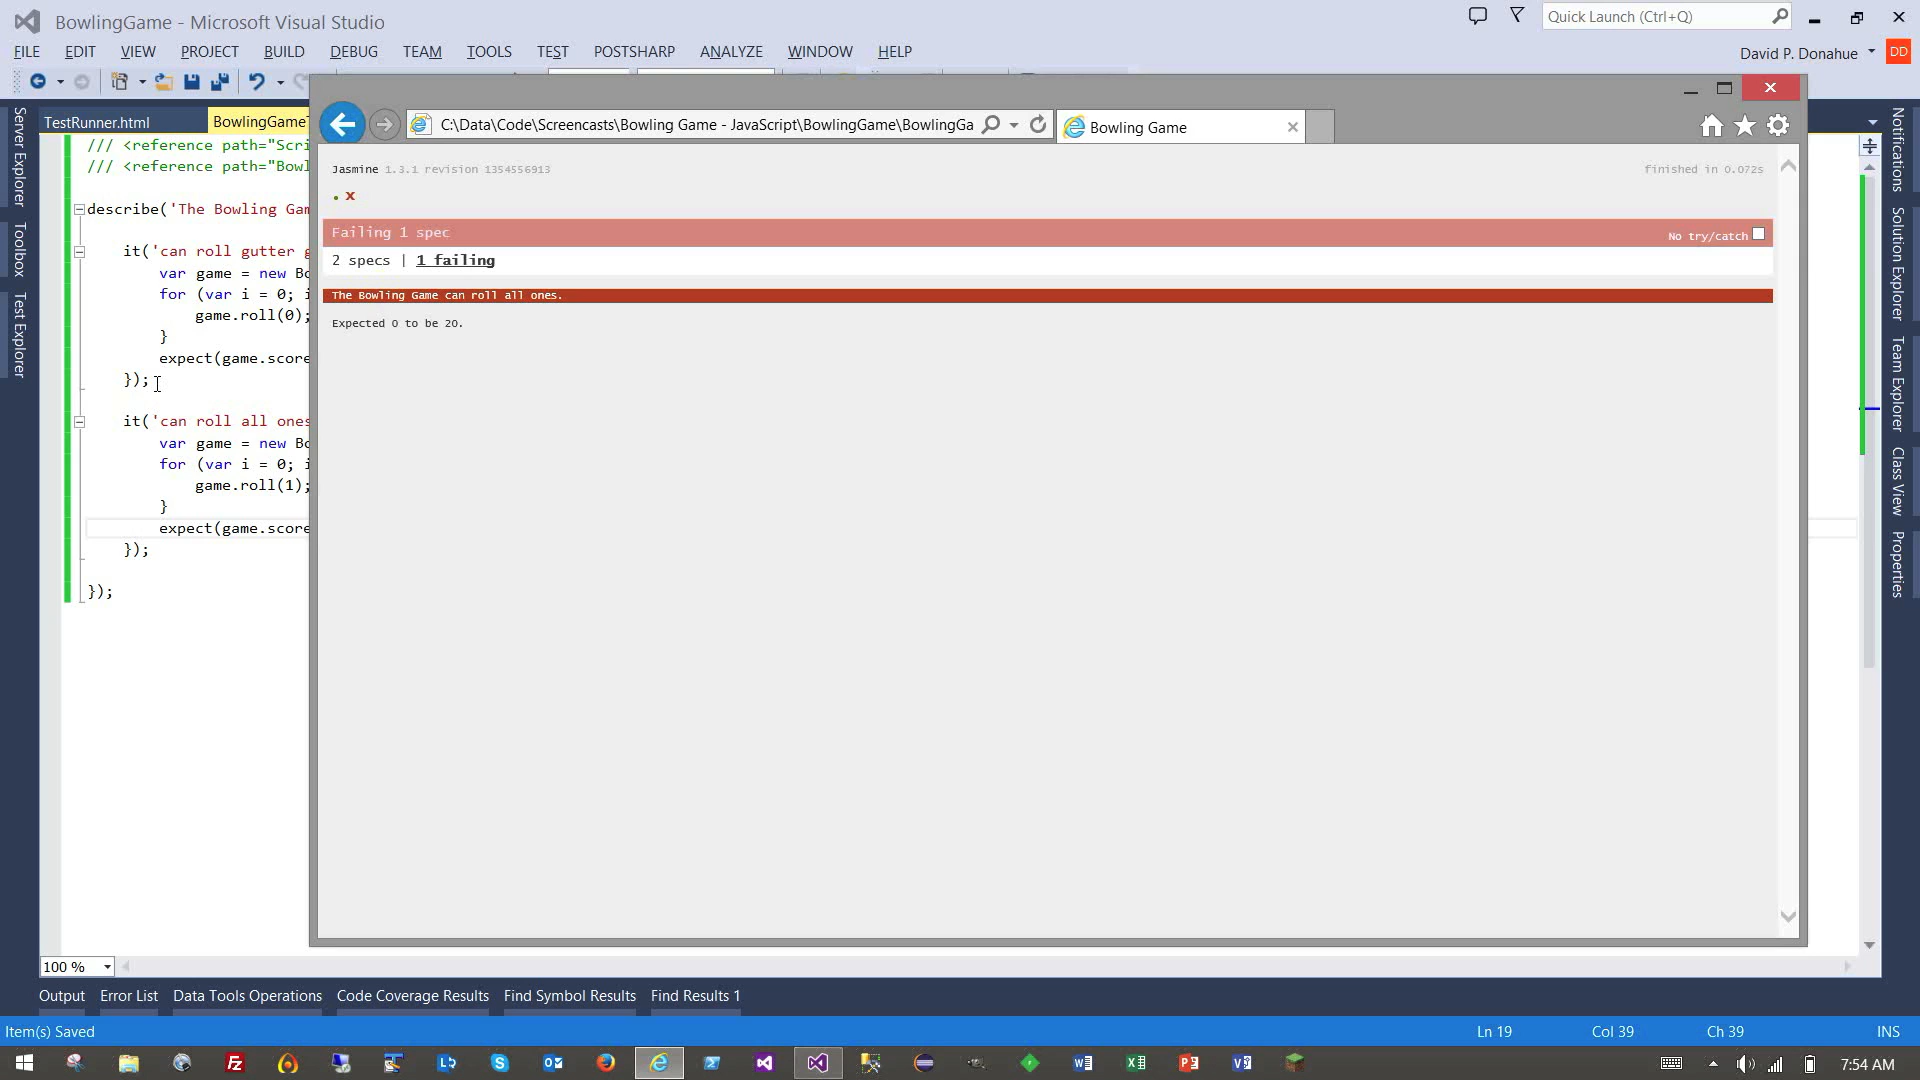 BowlingGame - Microsoft Visual Studio
Quick Launch (Ctrl+Q)
FILE EDIT VIEW PROJECT BUILD DEBUG TEAM TOOLS TEST POSTSHARP ANALYZE WINDOW HELP
David P. Donahue DD
Server Explorer
Toolbox
Test Explorer
TestRunner.html
BowlingGameT
/// <reference path="Scri
/// <reference path="Bowl
describe('The Bowling Gam
it('can roll gutter g
var game = new Bo
for (var i = 0; i
game.roll(0);
}
expect(game.score
});
it('can roll all ones
var game = new Bo
for (var i = 0; i
game.roll(1);
}
expect(game.score
});
});
C:\Data\Code\Screencasts\Bowling Game - JavaScript\BowlingGame\BowlingGa
Bowling Game
Jasmine 1.3.1 revision 1354556913
finished in 0.072s
• x
Failing 1 spec
No try/catch
2 specs | 1 failing
The Bowling Game can roll all ones.
Expected 0 to be 20.
Notifications
Solution Explorer
Team Explorer
Class View
Properties
100 %
Output Error List Data Tools Operations Code Coverage Results Find Symbol Results Find Results 1
Item(s) Saved
Ln 19 Col 39 Ch 39 INS
7:54 AM